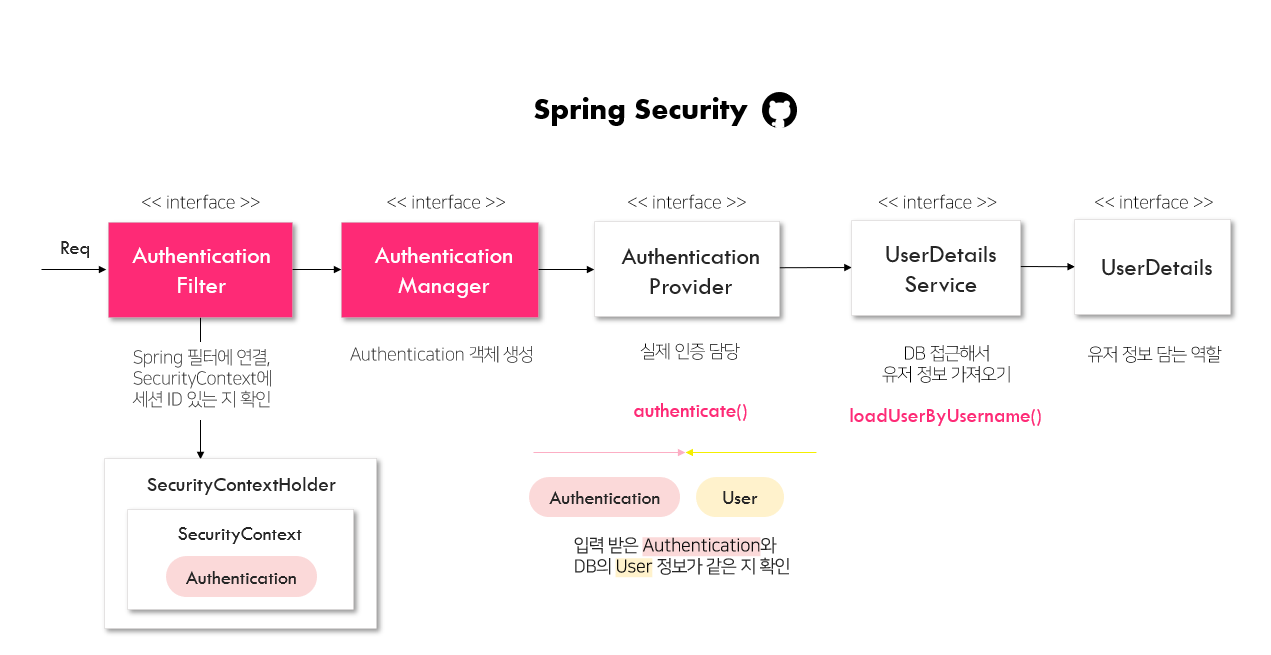 Spring Security
<< interface >>
<< interface >>
<< interface >>
<< interface >>
<< interface >>
Req
Authentication
Filter
Authentication
Manager
Authentication
Provider
UserDetails
Service
UserDetails
Spring 필터에 연결,
SecurityContext에
세션 ID 있는 지 확인
Authentication 객체 생성
실제 인증 담당
DB 접근해서
유저 정보 가져오기
유저 정보 담는 역할
authenticate()
loadUserByUsername()
SecurityContextHolder
SecurityContext
Authentication
Authentication
User
입력 받은 Authentication와
DB의 User 정보가 같은 지 확인